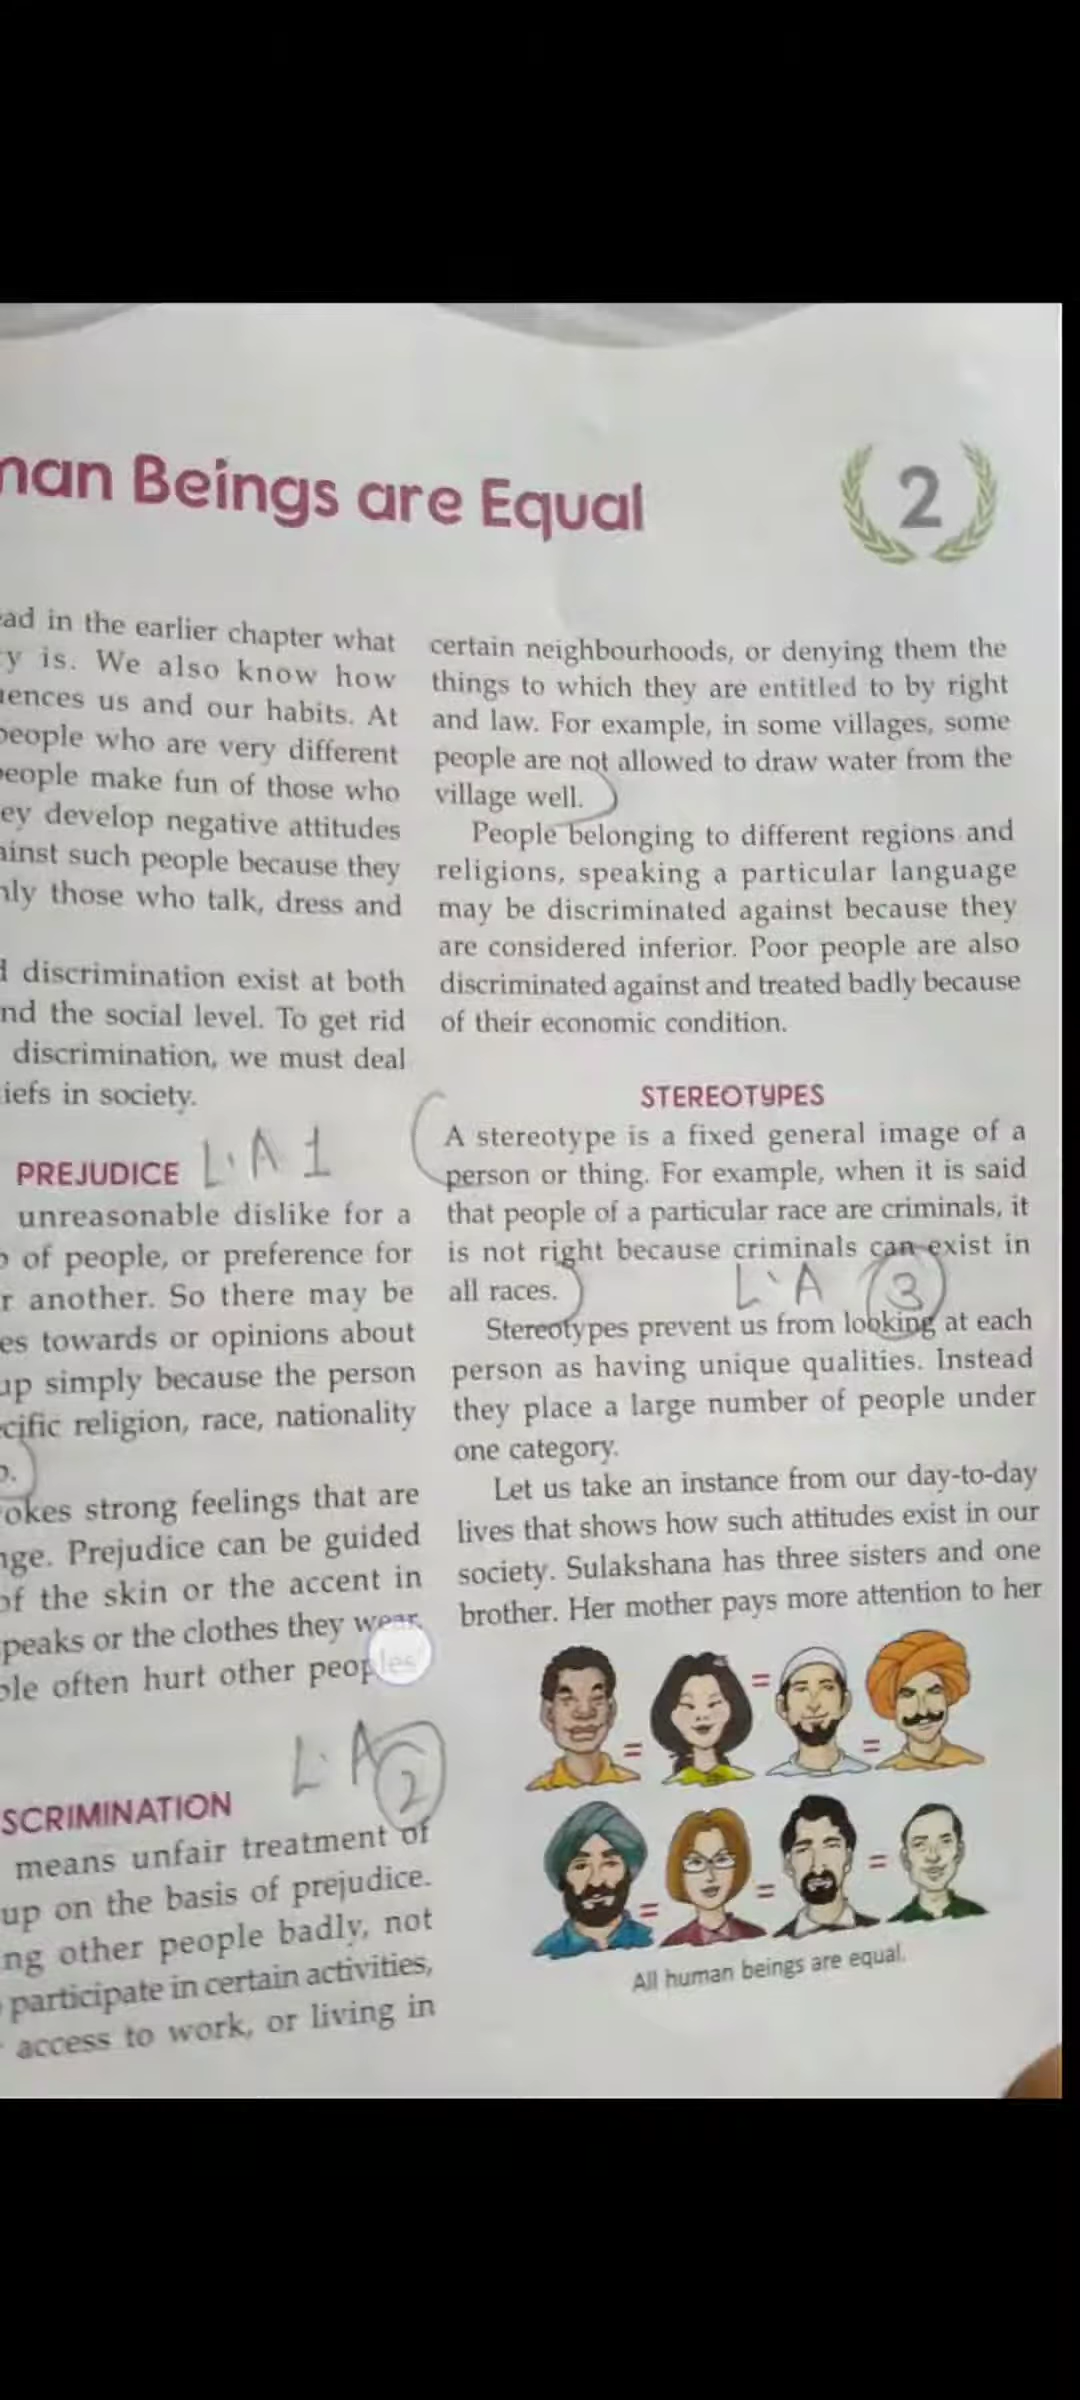 man Beings are Equal
2
ad in the earlier chapter what
y is. We also know how
ences us and our habits. At
people who are very different
people make fun of those who
ey develop negative attitudes
ainst such people because they
nly those who talk, dress and
discrimination exist at both
nd the social level. To get rid
discrimination, we must deal
iefs in society.
PREJUDICE L.A 1
unreasonable dislike for a
of people, or preference for
r another. So there may be
es towards or opinions about
up simply because the person
cific religion, race, nationality
okes strong feelings that are
nge. Prejudice can be guided
of the skin or the accent in
peaks or the clothes they wear.
ple often hurt other peoples'
L.A 2
SCRIMINATION
means unfair treatment of
up on the basis of prejudice.
ng other people badly, not
participate in certain activities,
access to work, or living in
certain neighbourhoods, or denying them the
things to which they are entitled to by right
and law. For example, in some villages, some
people are not allowed to draw water from the
village well.
People belonging to different regions and
religions, speaking a particular language
may be discriminated against because they
are considered inferior. Poor people are also
discriminated against and treated badly because
of their economic condition.
STEREOTYPES
A stereotype is a fixed general image of a
person or thing. For example, when it is said
that people of a particular race are criminals, it
is not right because criminals can exist in
all races. L.A 3
Stereotypes prevent us from looking at each
person as having unique qualities. Instead
they place a large number of people under
one category.
Let us take an instance from our day-to-day
lives that shows how such attitudes exist in our
society. Sulakshana has three sisters and one
brother. Her mother pays more attention to her
= = =
= = =
All human beings are equal.